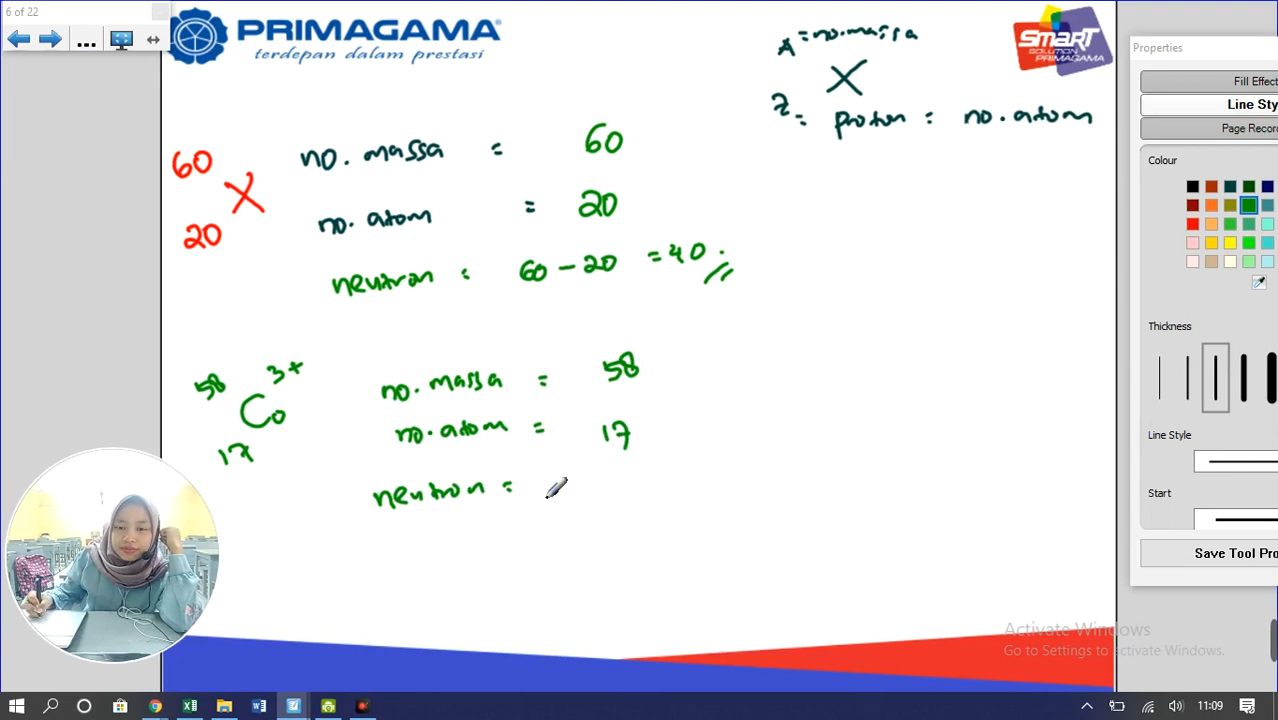 6 of 22
PRIMAGAMA
terdepan dalam prestasi
A = no.massa
X
Z = proton = no.atom
SMART
SOLUTION
PRIMAGAMA
Properties
Fill Effect
Line Sty
Page Record
Colour
Thickness
Line Style
Start
Save Tool Pro
60
X
20
no. massa = 60
no. atom = 20
neutron = 60 - 20 = 40
58
Co 3+
17
no. massa = 58
no. atom = 17
neutron =
Activate Windows
Go to Settings to activate Windows.
11:09